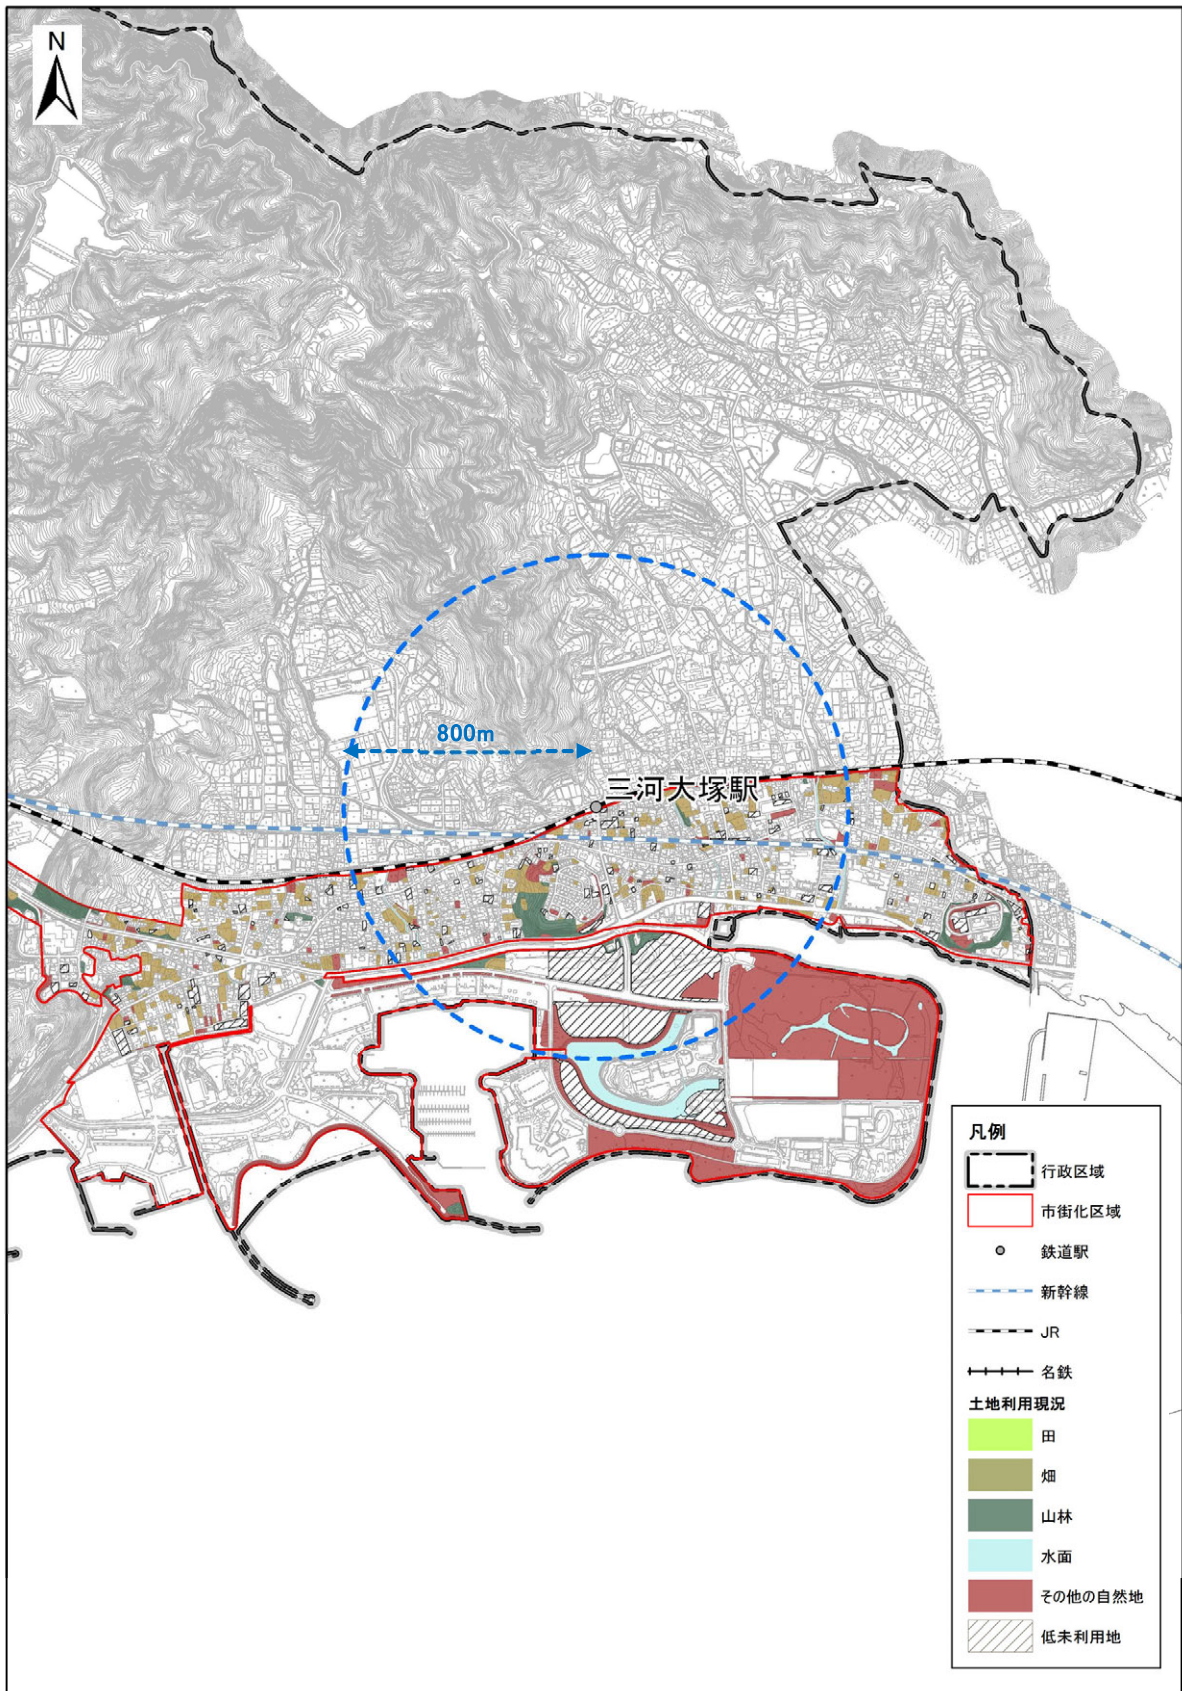 N
800m
三河大塚駅
凡例
行政区域
市街化区域
鉄道駅
新幹線
JR
名鉄
土地利用現況
田
畑
山林
水面
その他の自然地
低未利用地